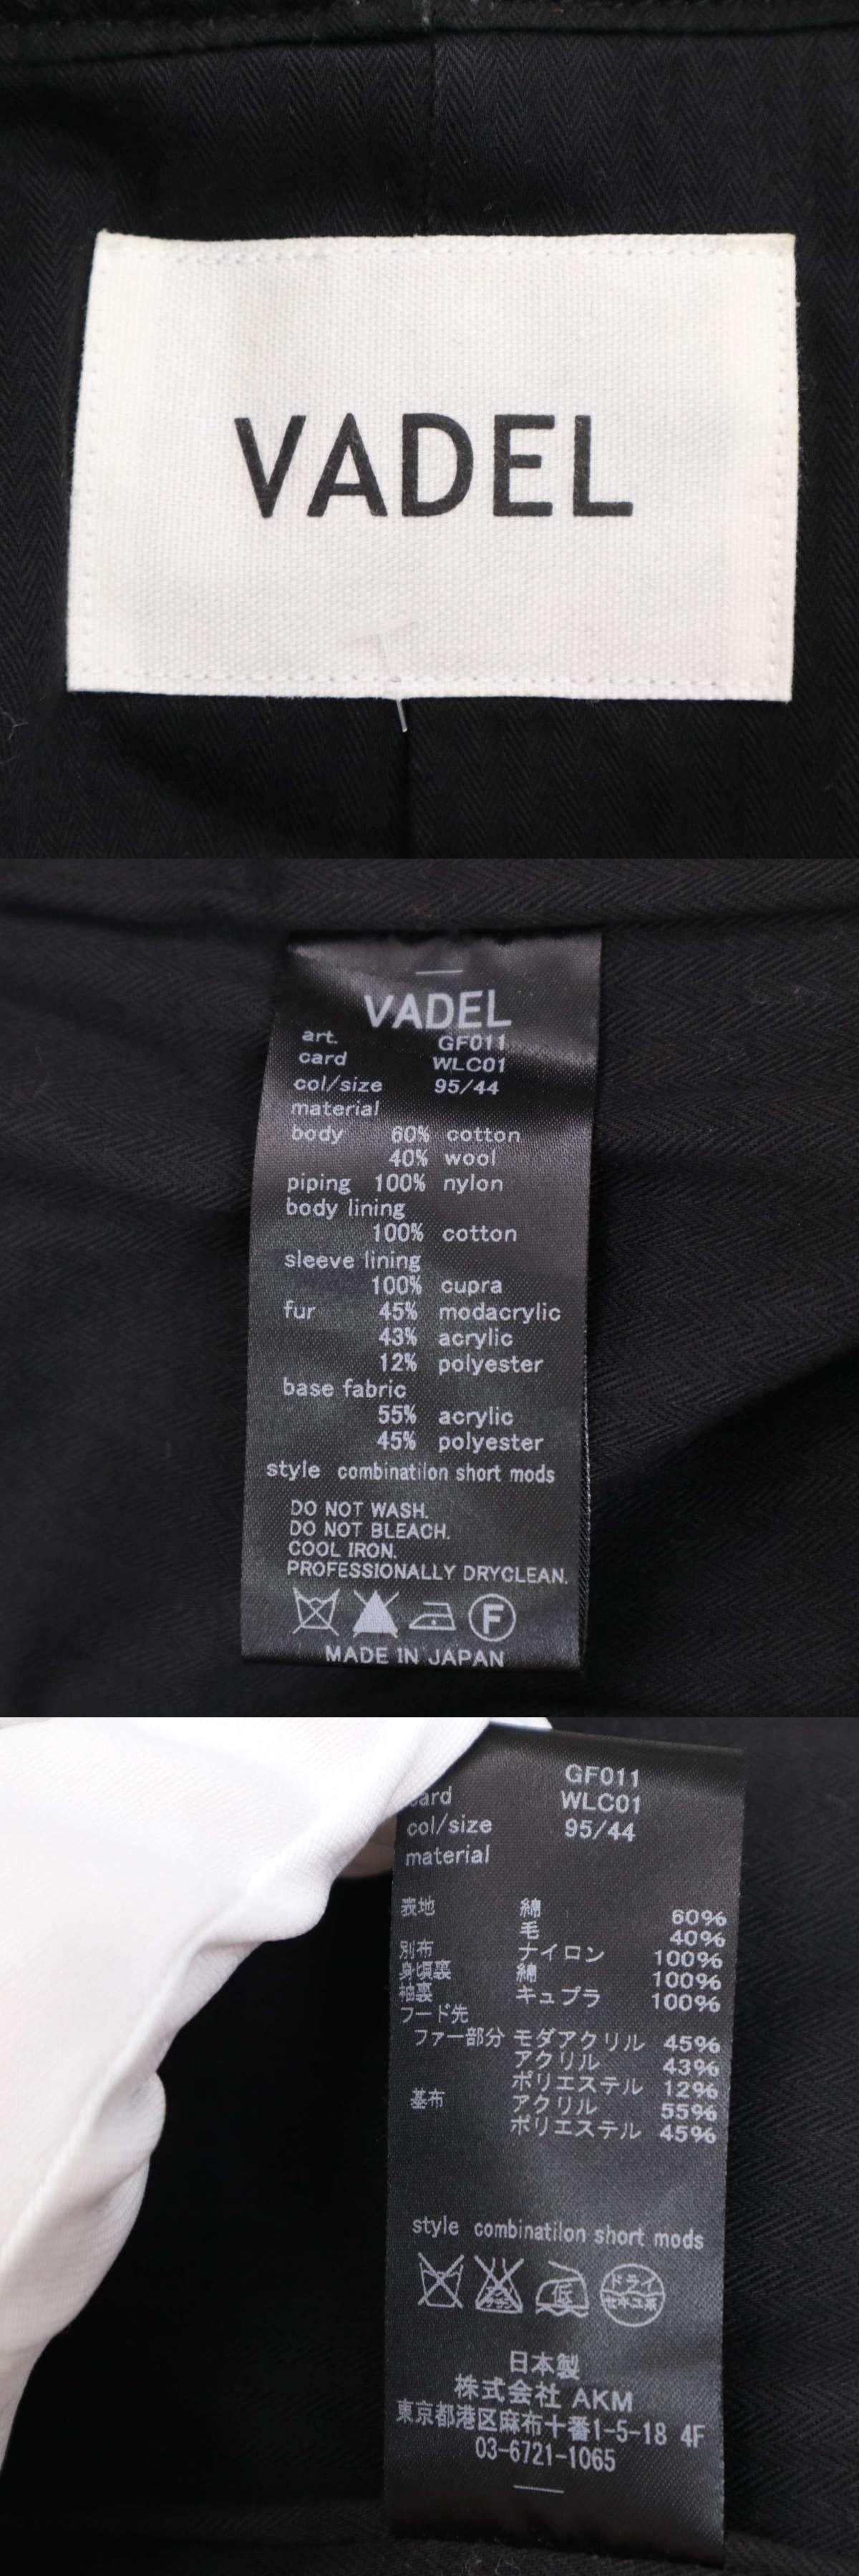 VADEL
VADEL
art. GF011
card WLC01
col/size 95/44
material
body 60% cotton
40% wool
piping 100% nylon
body lining
100% cotton
sleeve lining
100% cupra
fur 45% modacrylic
43% acrylic
12% polyester
base fabric
55% acrylic
45% polyester
style combinatilon short mods
DO NOT WASH.
DO NOT BLEACH.
COOL IRON.
PROFESSIONALLY DRYCLEAN.
F
MADE IN JAPAN
GF011
card WLC01
col/size 95/44
material
表地 綿 60%
毛 40%
別布 ナイロン 100%
身頃裏 綿 100%
袖裏 キュプラ 100%
フード先
ファー部分 モダアクリル 45%
アクリル 43%
ポリエステル 12%
基布 アクリル 55%
ポリエステル 45%
style combinatilon short mods
低
ドライ
セキユ系
日本製
株式会社 AKM
東京都港区麻布十番1-5-18 4F
03-6721-1065